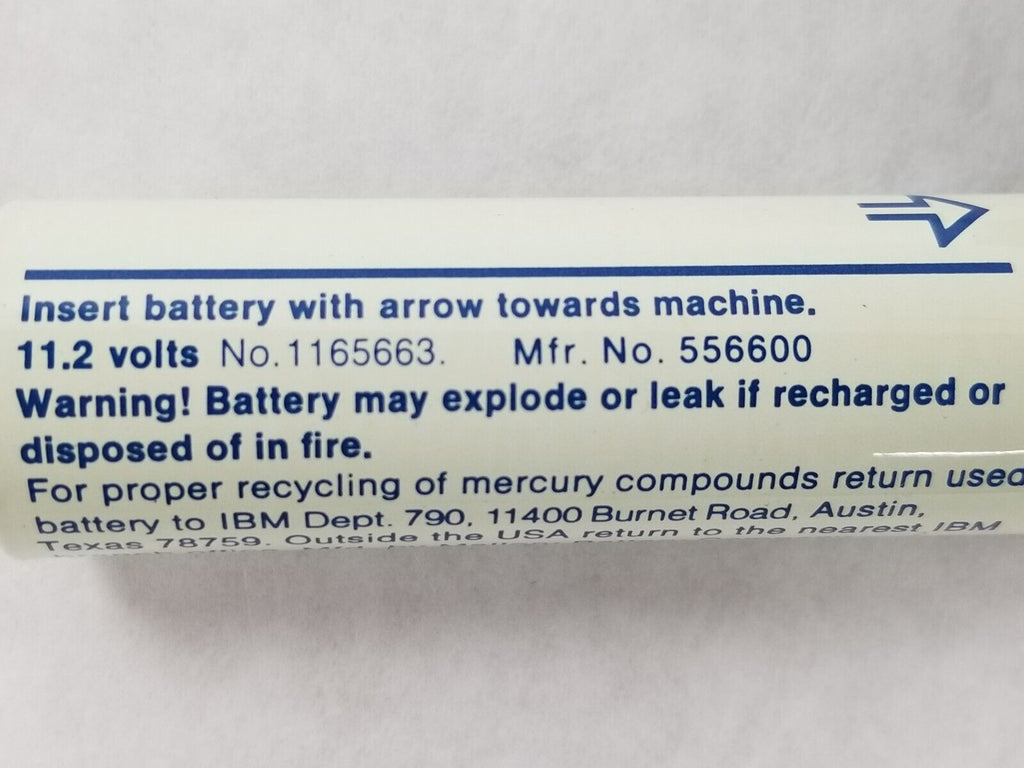 Insert battery with arrow towards machine.
11.2 volts No. 1165663. Mfr. No. 556600
Warning! Battery may explode or leak if recharged or
disposed of in fire.
For proper recycling of mercury compounds return used
battery to IBM Dept. 790, 11400 Burnet Road, Austin,
Texas 78759. Outside the USA return to the nearest IBM